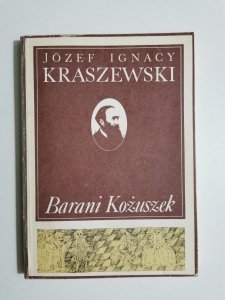 JÓZEF IGNACY
KRASZEWSKI
Barani Kożuszek